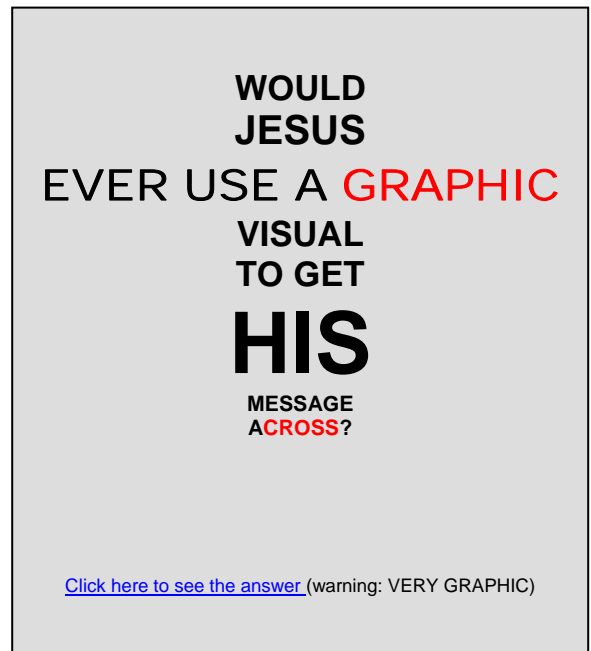 WOULD
JESUS
EVER USE A GRAPHIC
VISUAL
TO GET
HIS
MESSAGE
ACROSS?
Click here to see the answer (warning: VERY GRAPHIC)